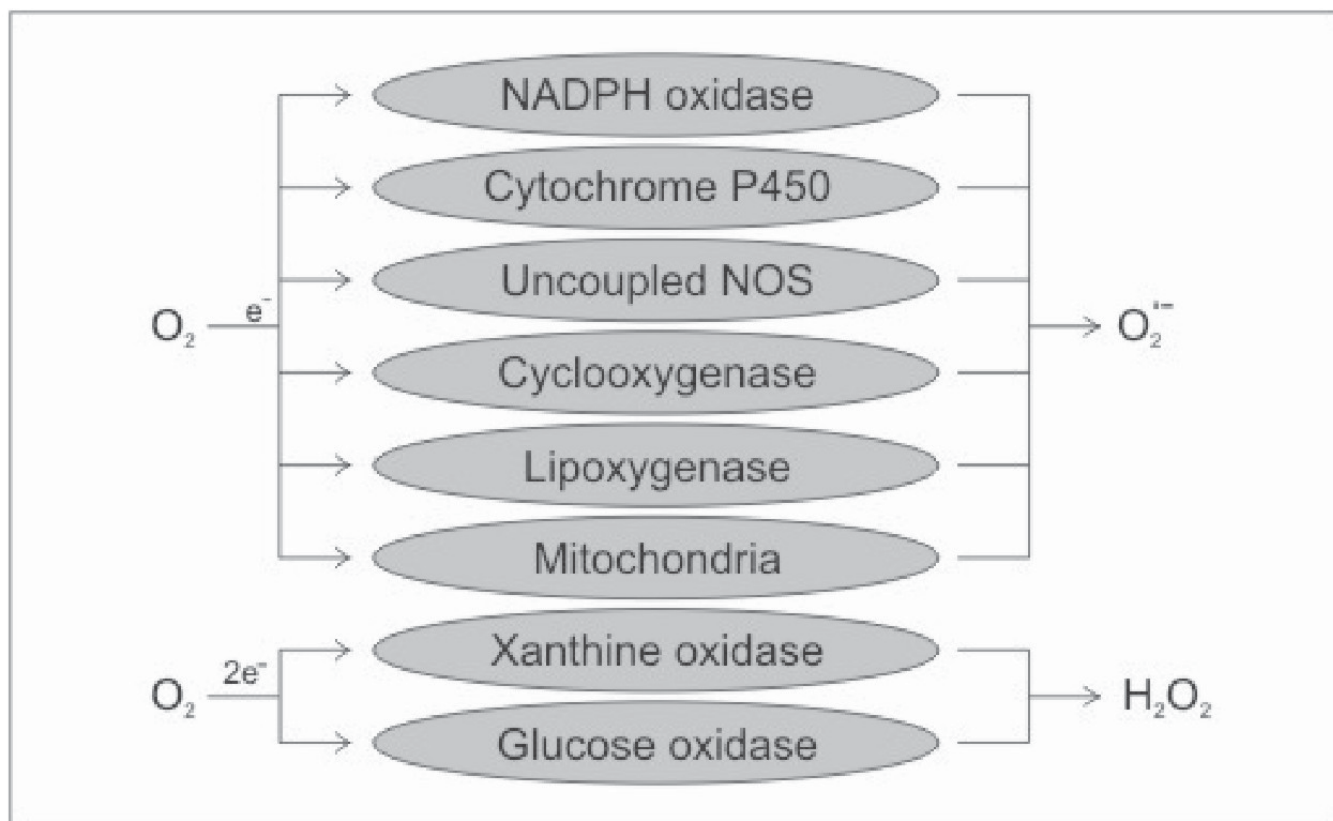 NADPH oxidase
Cytochrome P450
Uncoupled NOS
O₂ e⁻ O₂˙⁻
Cyclooxygenase
Lipoxygenase
Mitochondria
Xanthine oxidase
O₂ 2e⁻ H₂O₂
Glucose oxidase